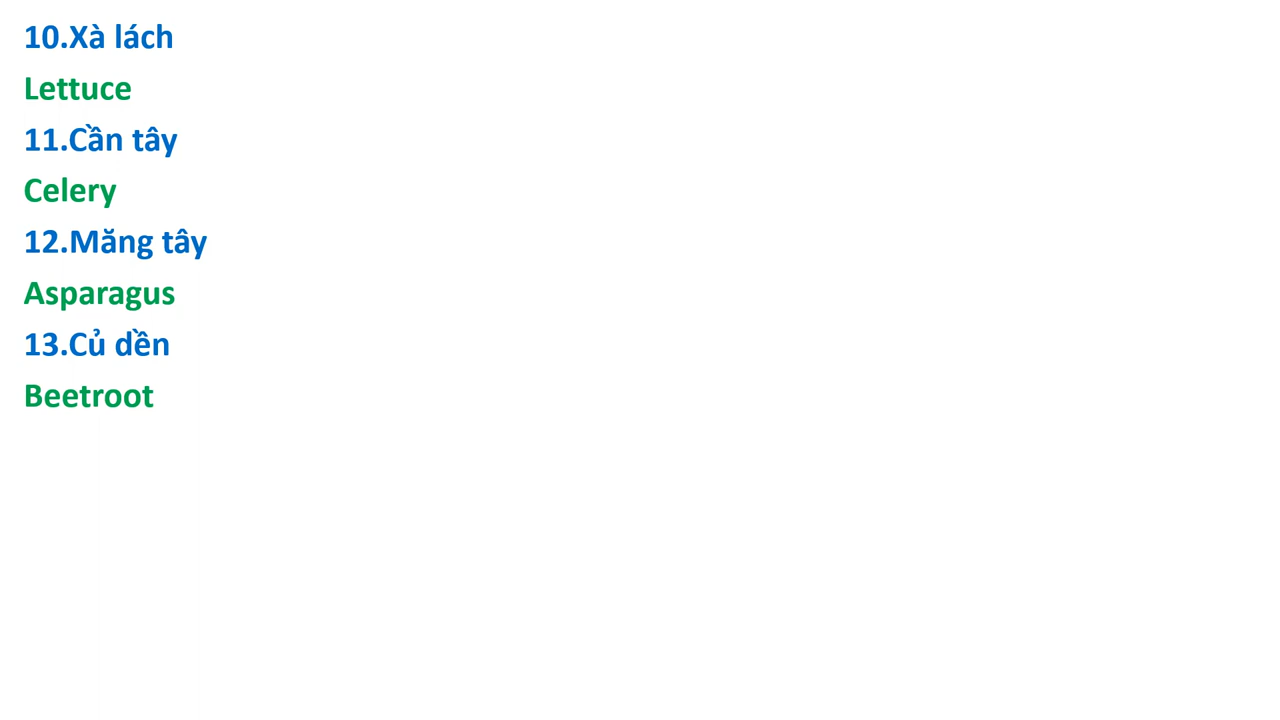 10.Xà lách
Lettuce
11.Cần tây
Celery
12.Măng tây
Asparagus
13.Củ dền
Beetroot